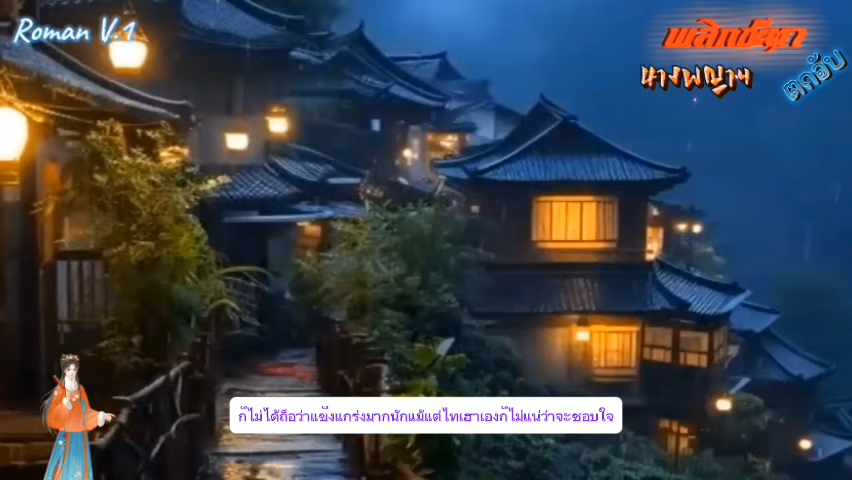 Roman V.1
พลิกชะตา
นางพญาฯ
ตกอับ
ก็ไม่ได้ถือว่าแข็งแกร่งมากนักแม้แต่ไทเฮาเองก็ไม่แน่ว่าจะชอบใจ